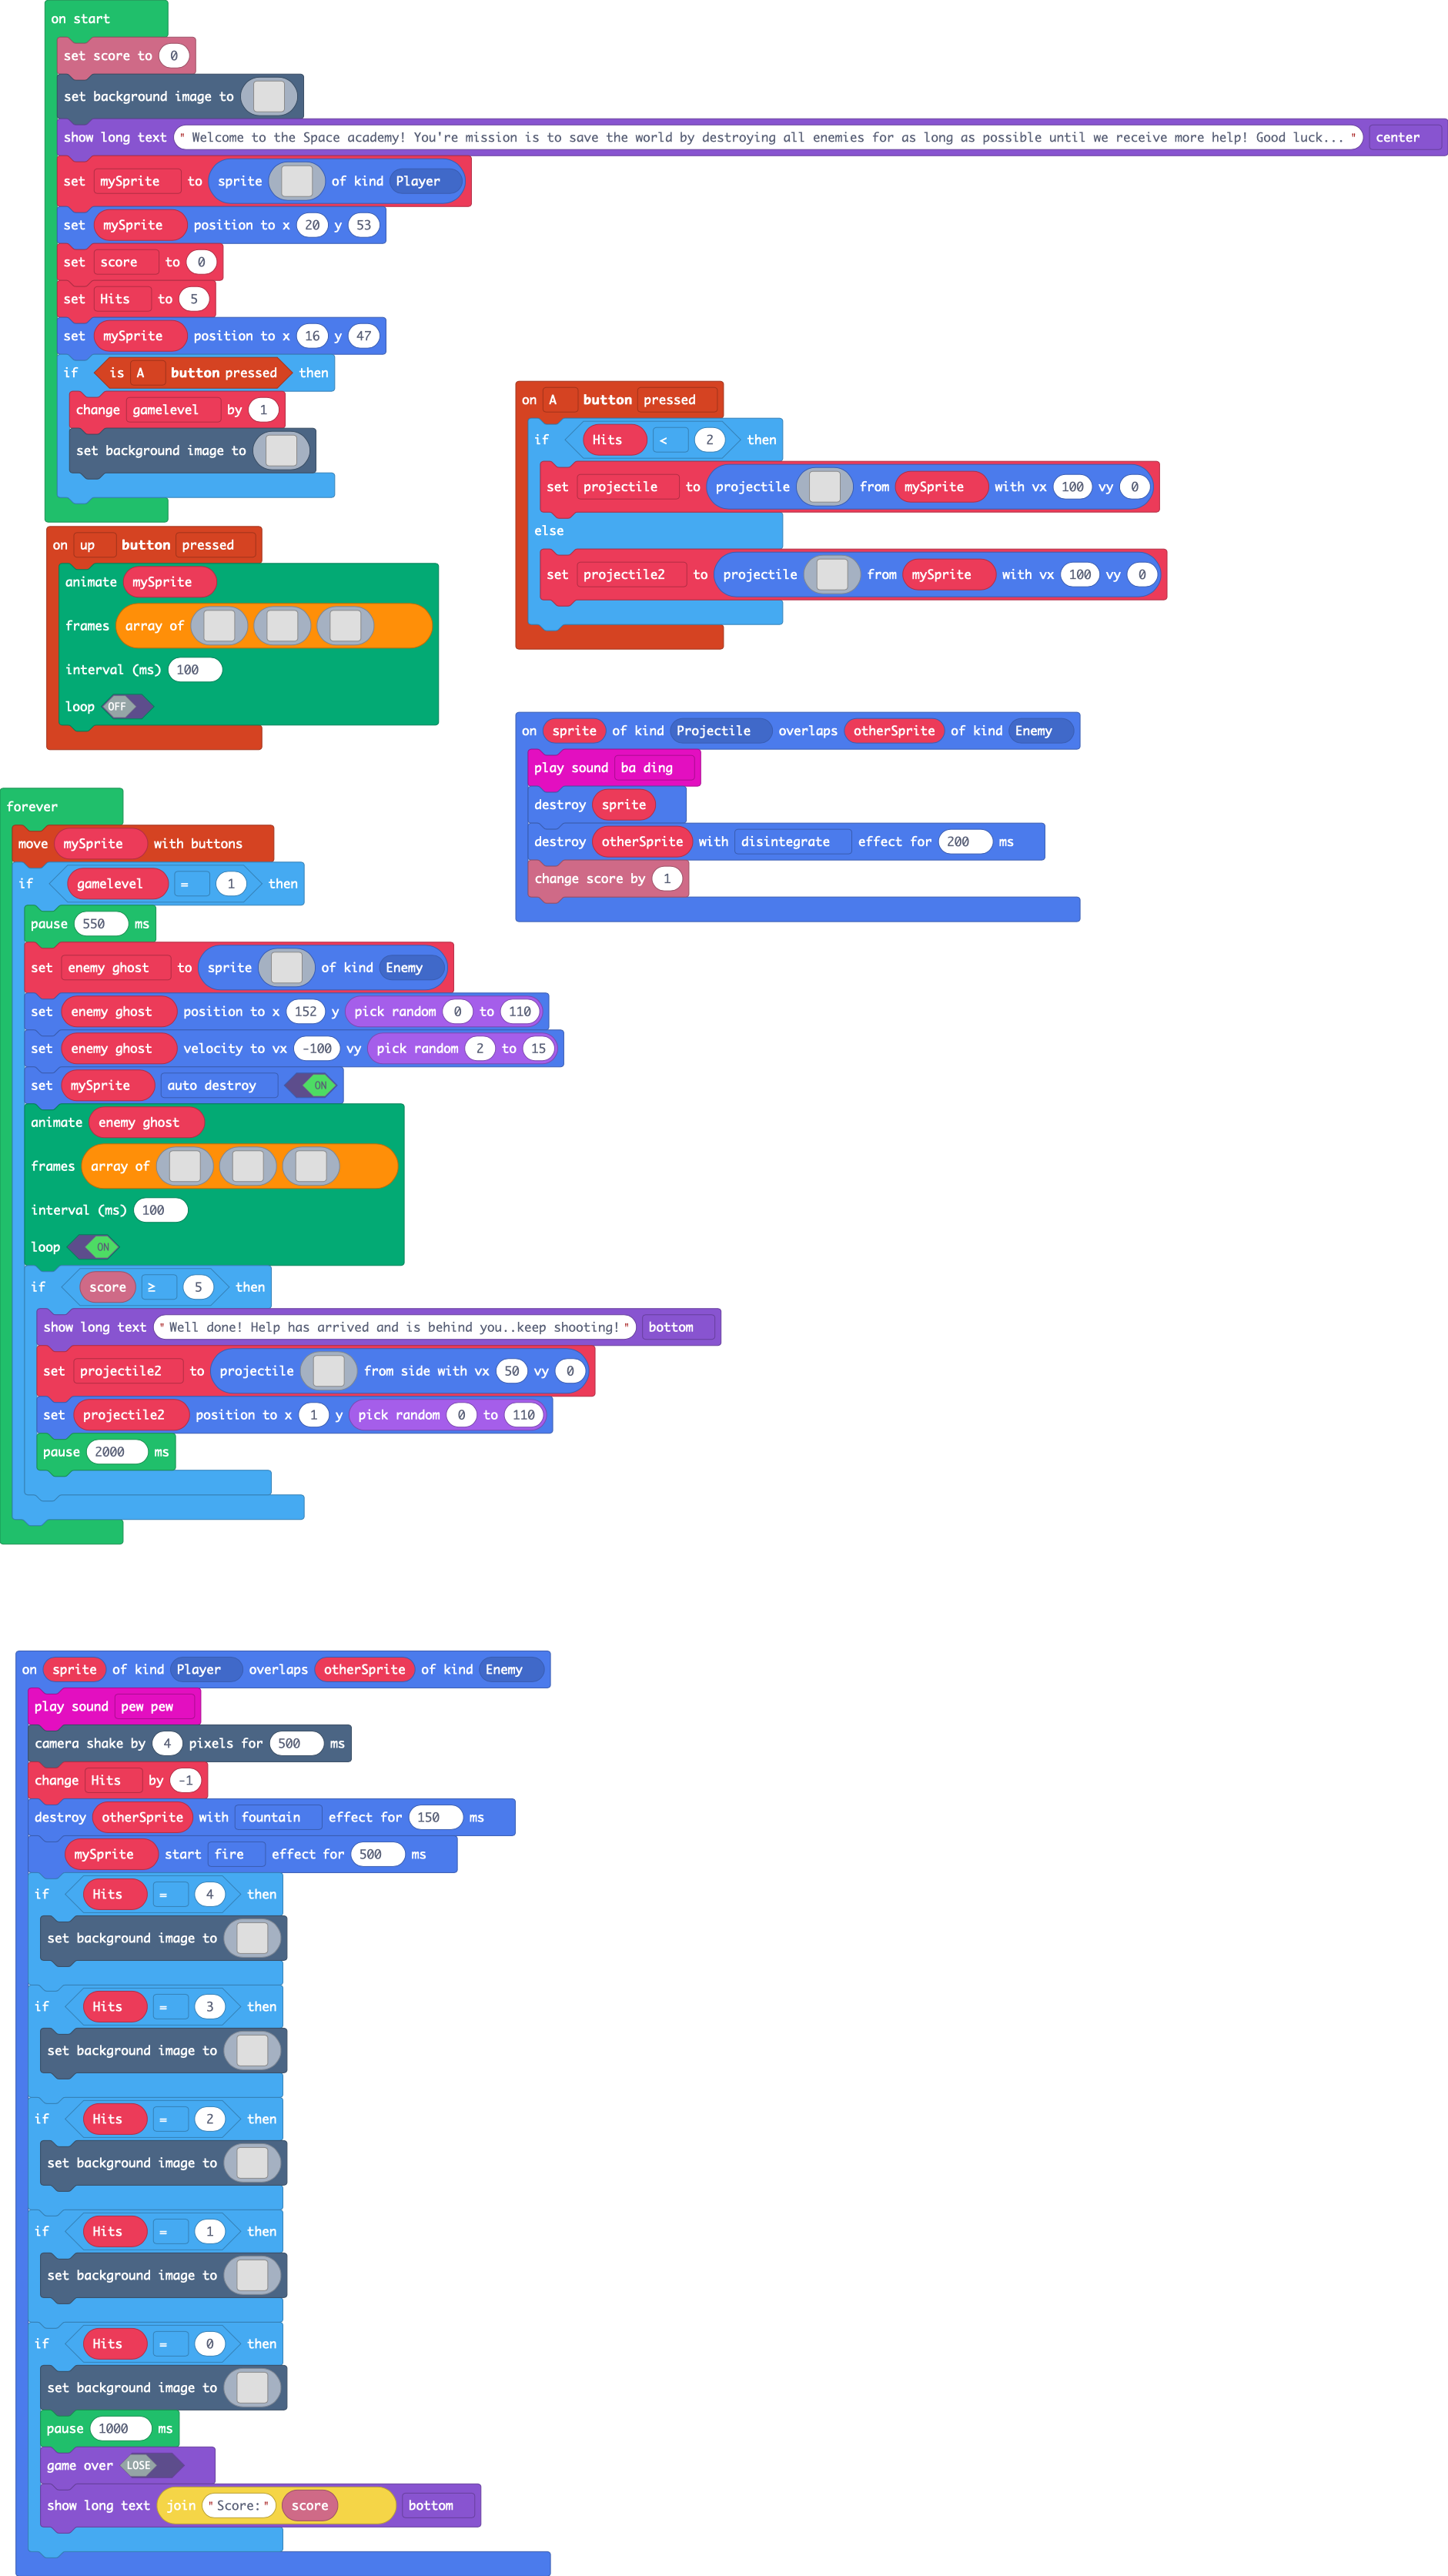 on start
set score to 0
set background image to
show long text " Welcome to the Space academy! You're mission is to save the world by destroying all enemies for as long as possible until we receive more help! Good luck... " center
set mySprite to sprite of kind Player
set mySprite position to x 20 y 53
set score to 0
set Hits to 5
set mySprite position to x 16 y 47
if is A button pressed then
change gamelevel by 1
set background image to
on up button pressed
animate mySprite
frames array of
interval (ms) 100
loop OFF
on A button pressed
if Hits < 2 then
set projectile to projectile from mySprite with vx 100 vy 0
else
set projectile2 to projectile from mySprite with vx 100 vy 0
on sprite of kind Projectile overlaps otherSprite of kind Enemy
play sound ba ding
destroy sprite
destroy otherSprite with disintegrate effect for 200 ms
change score by 1
forever
move mySprite with buttons
if gamelevel = 1 then
pause 550 ms
set enemy ghost to sprite of kind Enemy
set enemy ghost position to x 152 y pick random 0 to 110
set enemy ghost velocity to vx -100 vy pick random 2 to 15
set mySprite auto destroy ON
animate enemy ghost
frames array of
interval (ms) 100
loop ON
if score ≥ 5 then
show long text "Well done! Help has arrived and is behind you..keep shooting!" bottom
set projectile2 to projectile from side with vx 50 vy 0
set projectile2 position to x 1 y pick random 0 to 110
pause 2000 ms
on sprite of kind Player overlaps otherSprite of kind Enemy
play sound pew pew
camera shake by 4 pixels for 500 ms
change Hits by -1
destroy otherSprite with fountain effect for 150 ms
mySprite start fire effect for 500 ms
if Hits = 4 then
set background image to
if Hits = 3 then
set background image to
if Hits = 2 then
set background image to
if Hits = 1 then
set background image to
if Hits = 0 then
set background image to
pause 1000 ms
game over LOSE
show long text join "Score:" score bottom